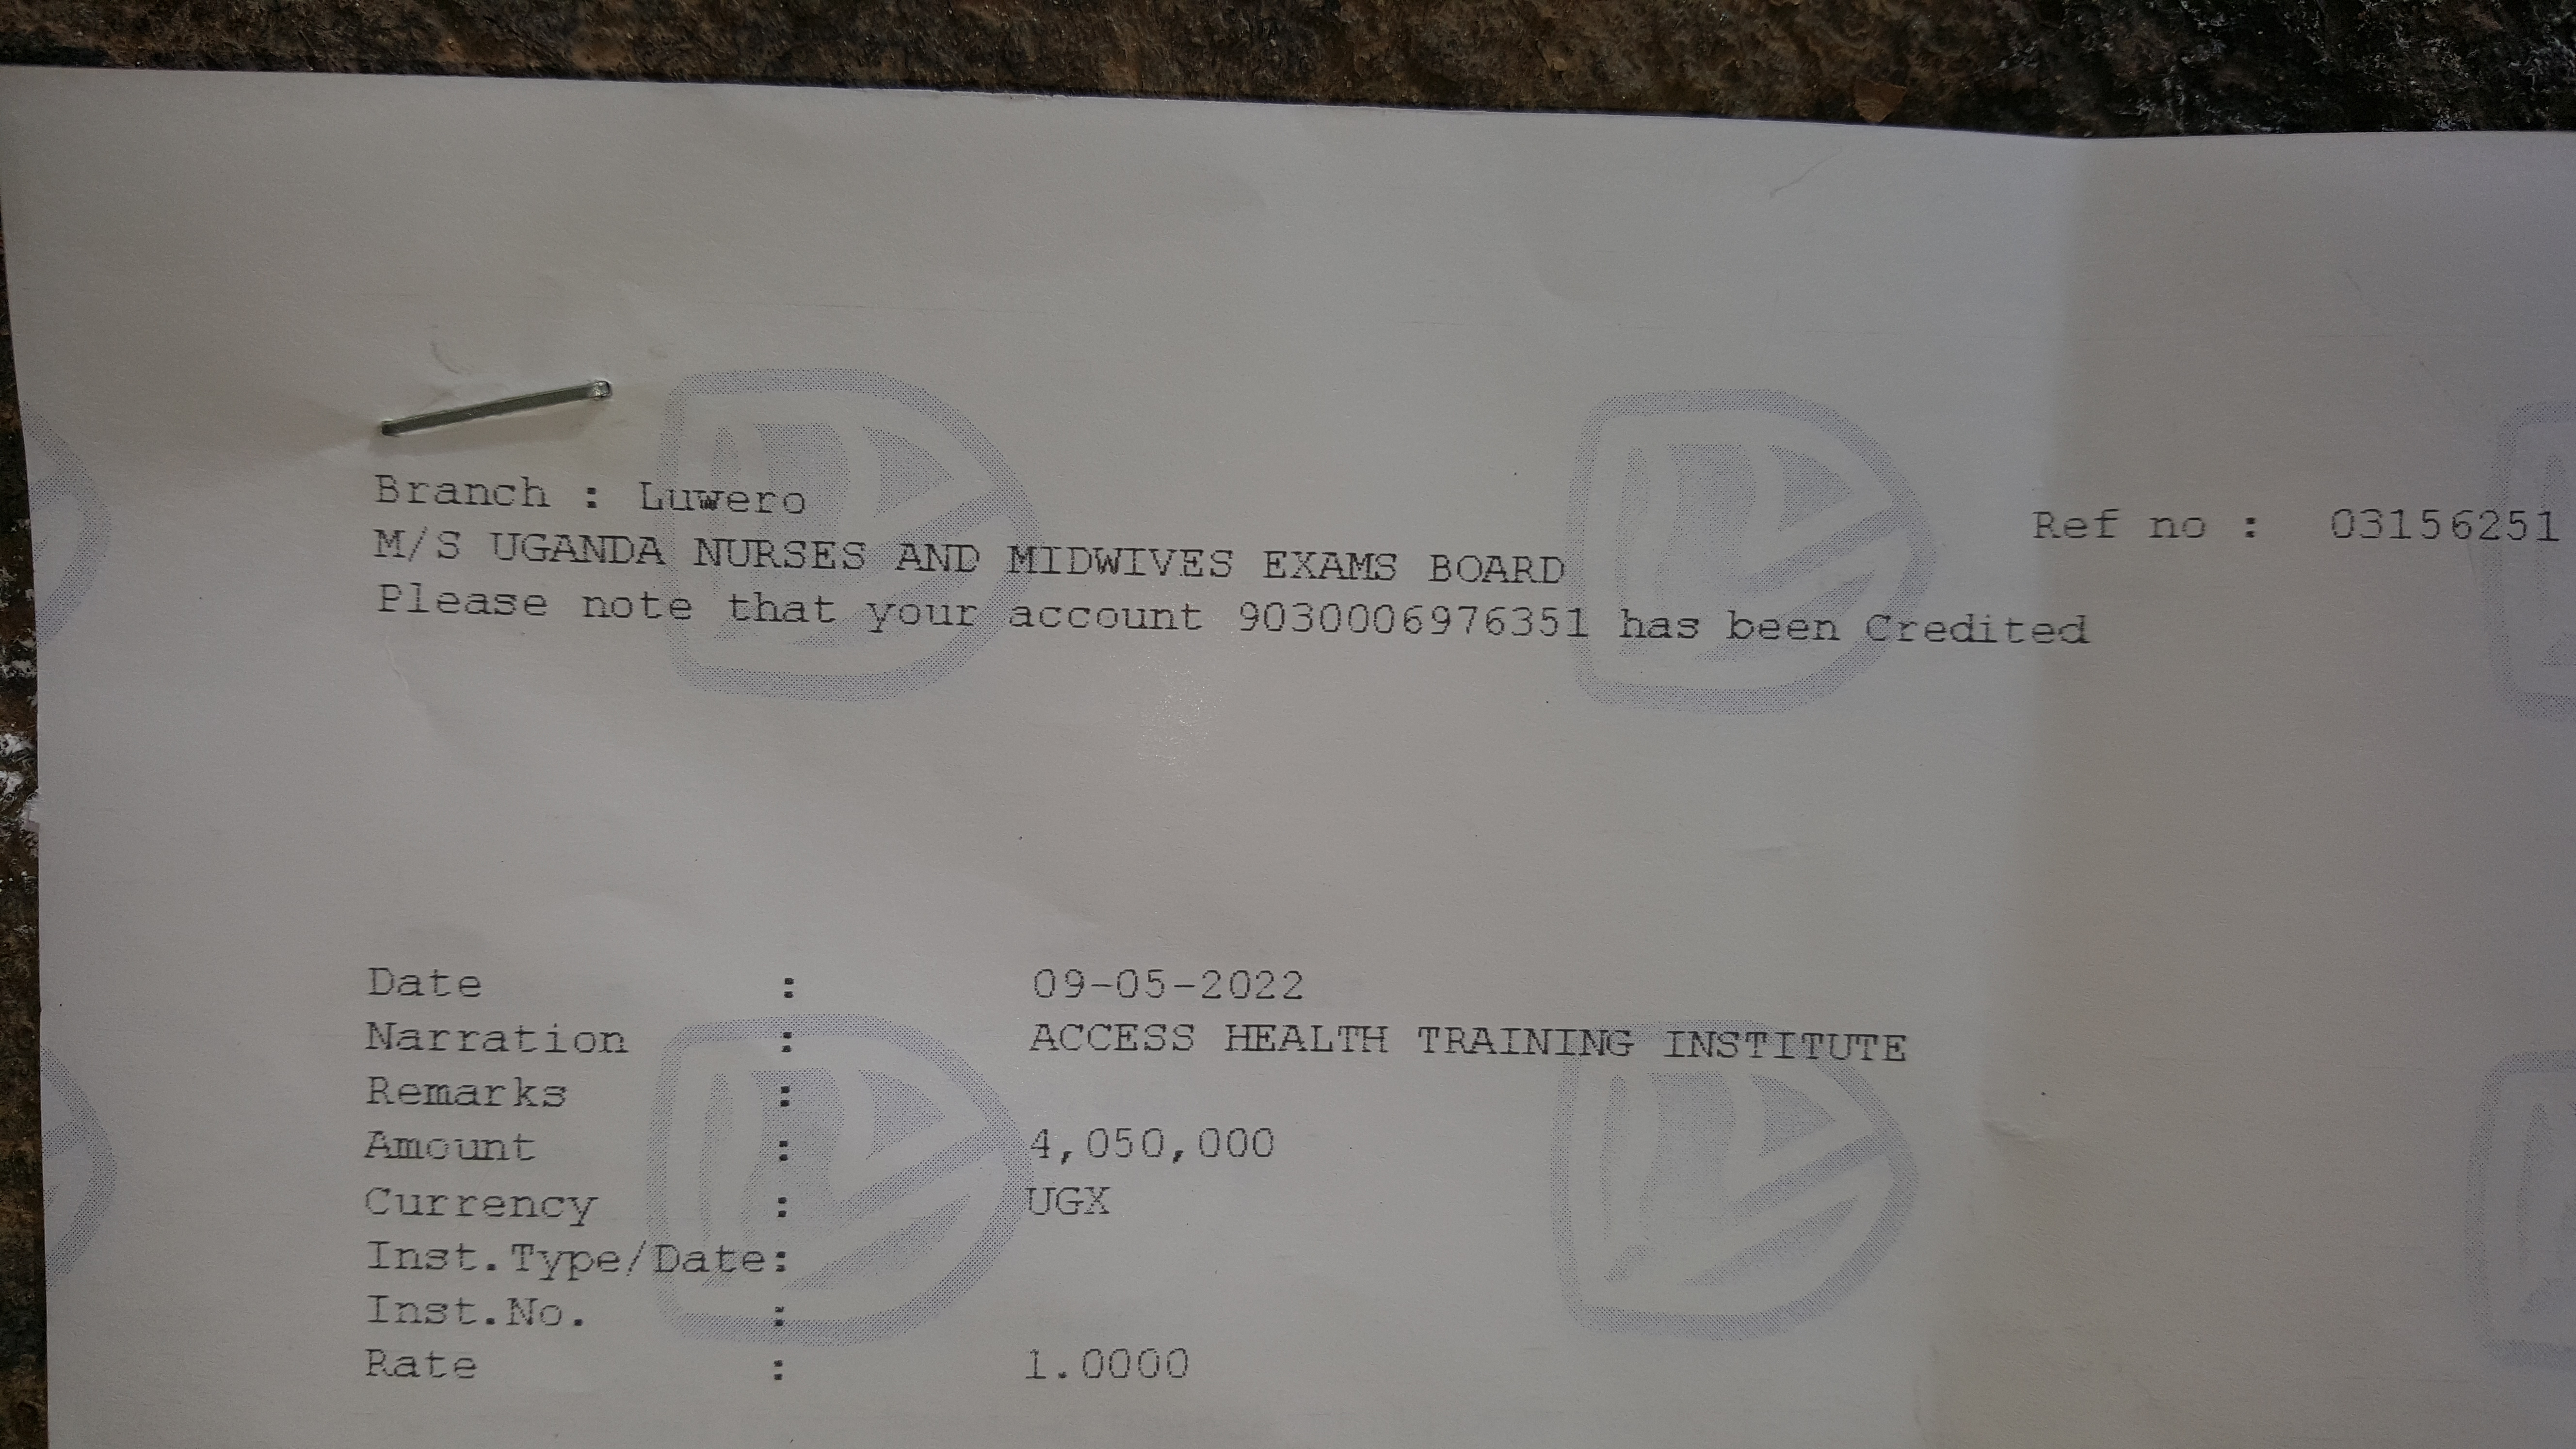 Branch : Luwero
Ref no : 03156251
M/S UGANDA NURSES AND MIDWIVES EXAMS BOARD
Please note that your account 9030006976351 has been Credited
Date : 09-05-2022
Narration : ACCESS HEALTH TRAINING INSTITUTE
Remarks :
Amount : 4,050,000
Currency : UGX
Inst.Type/Date:
Inst.No. :
Rate : 1.0000